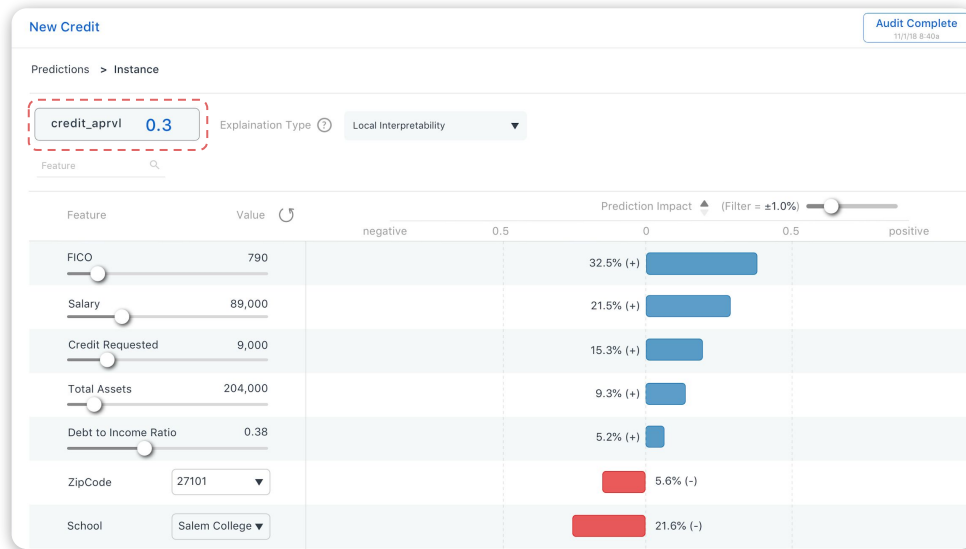 New Credit
Audit Complete
11/1/18 8:40a
Predictions > Instance
credit_aprvl 0.3 Explaination Type ? Local Interpretability
Feature
Feature Value Prediction Impact (Filter = ±1.0%)
negative 0.5 0 0.5 positive
FICO 790 32.5% (+)
Salary 89,000 21.5% (+)
Credit Requested 9,000 15.3% (+)
Total Assets 204,000 9.3% (+)
Debt to Income Ratio 0.38 5.2% (+)
ZipCode 27101 5.6% (-)
School Salem College 21.6% (-)